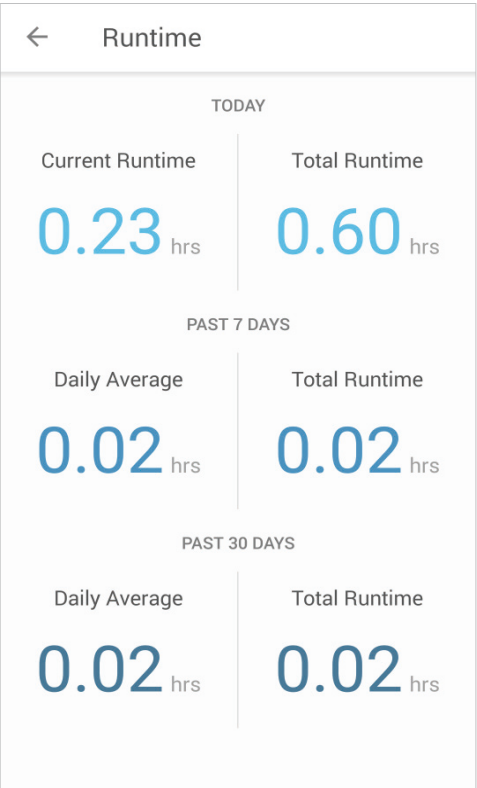 Runtime
TODAY
Current Runtime
Total Runtime
0.23 hrs
0.60 hrs
PAST 7 DAYS
Daily Average
Total Runtime
0.02 hrs
0.02 hrs
PAST 30 DAYS
Daily Average
Total Runtime
0.02 hrs
0.02 hrs